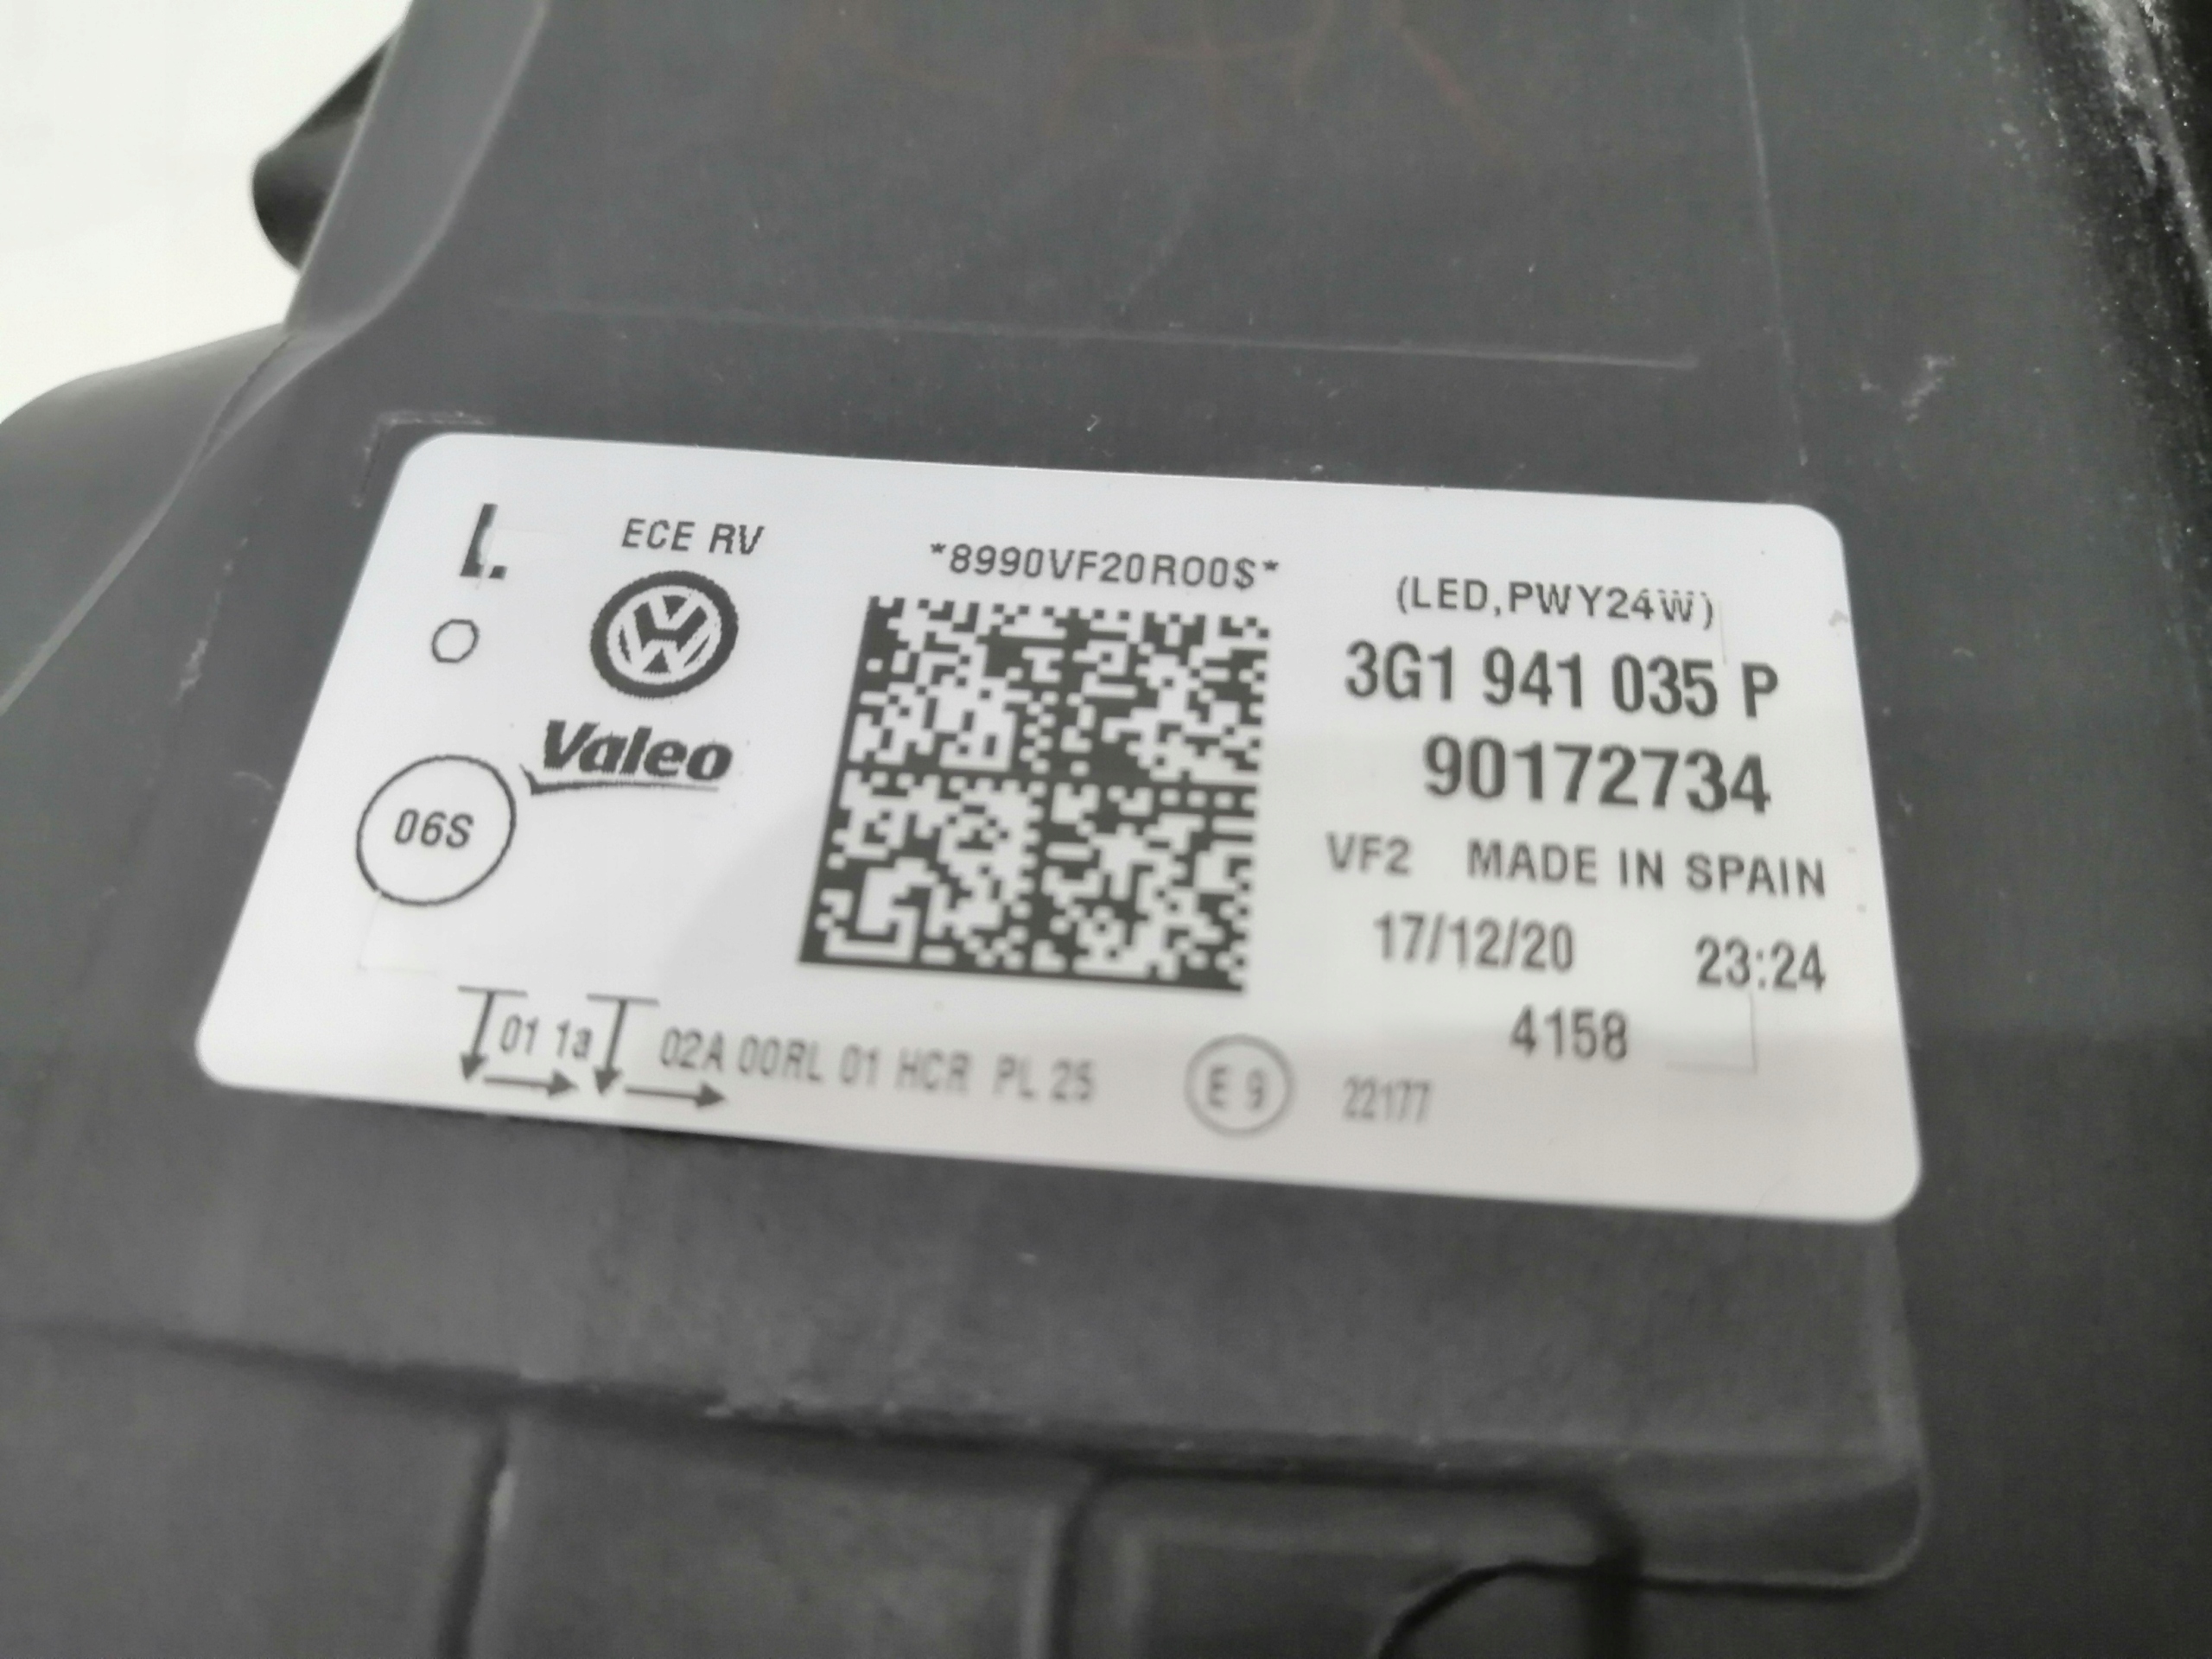 L.
ECE RV
*8990VF20R00$*
(LED,PWY24W)
3G1 941 035 P
90172734
Valeo
06S
VF2 MADE IN SPAIN
17/12/20 23:24
4158
01 1a 02A 00RL 01 HCR PL 25
E 9
22177